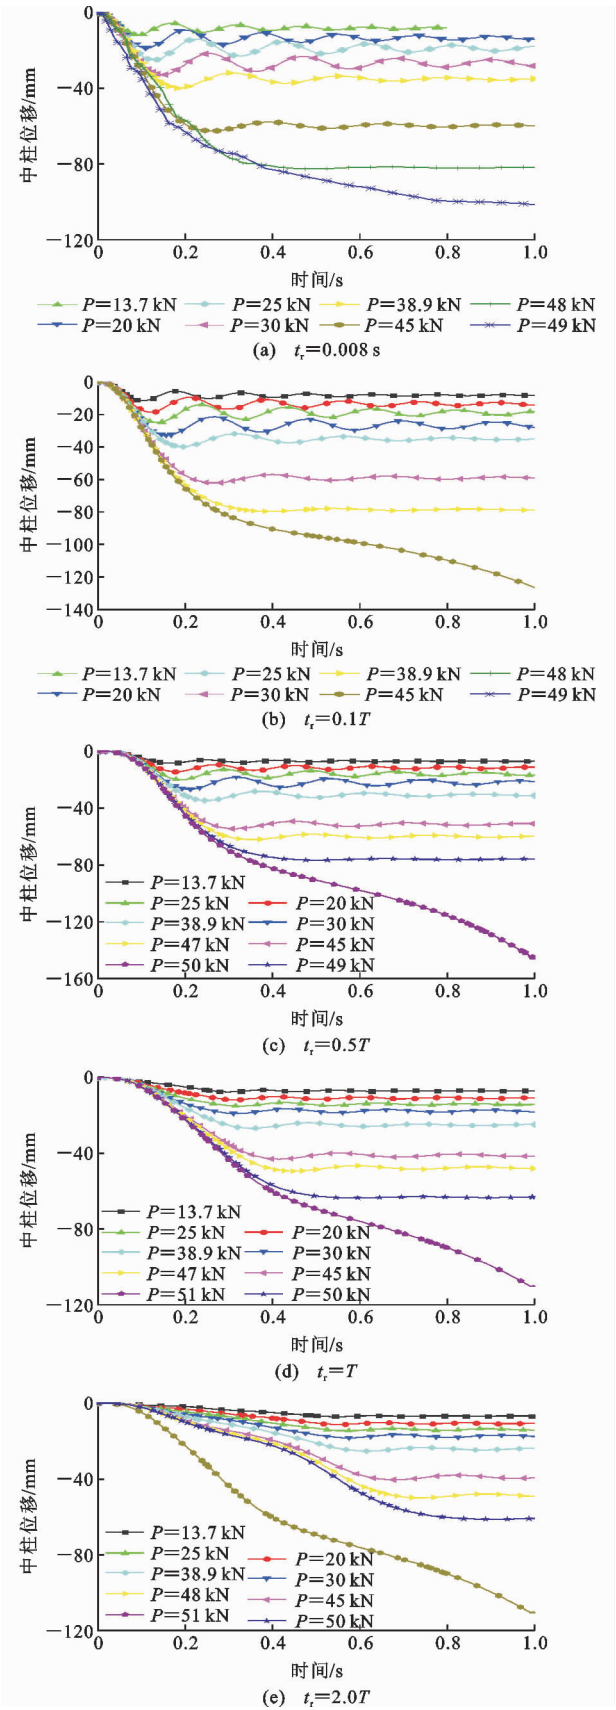 0
−40
−80
−120
中柱位移/mm
0 0.2 0.4 0.6 0.8 1.0
时间/s
P=13.7 kN P=25 kN P=38.9 kN P=48 kN
P=20 kN P=30 kN P=45 kN P=49 kN
(a) tr=0.008 s
0
−20
−40
−60
−80
−100
−120
−140
中柱位移/mm
0 0.2 0.4 0.6 0.8 1.0
时间/s
P=13.7 kN P=25 kN P=38.9 kN P=48 kN
P=20 kN P=30 kN P=45 kN P=49 kN
(b) tr=0.1T
0
−40
−80
−120
−160
中柱位移/mm
P=13.7 kN
P=25 kN P=20 kN
P=38.9 kN P=30 kN
P=47 kN P=45 kN
P=50 kN P=49 kN
0 0.2 0.4 0.6 0.8 1.0
时间/s
(c) tr=0.5T
0
−40
−80
−120
中柱位移/mm
P=13.7 kN
P=25 kN P=20 kN
P=38.9 kN P=30 kN
P=47 kN P=45 kN
P=51 kN P=50 kN
0 0.2 0.4 0.6 0.8 1.0
时间/s
(d) tr=T
0
−40
−80
−120
中柱位移/mm
P=13.7 kN
P=25 kN P=20 kN
P=38.9 kN P=30 kN
P=48 kN P=45 kN
P=51 kN P=50 kN
0 0.2 0.4 0.6 0.8 1.0
时间/s
(e) tr=2.0T